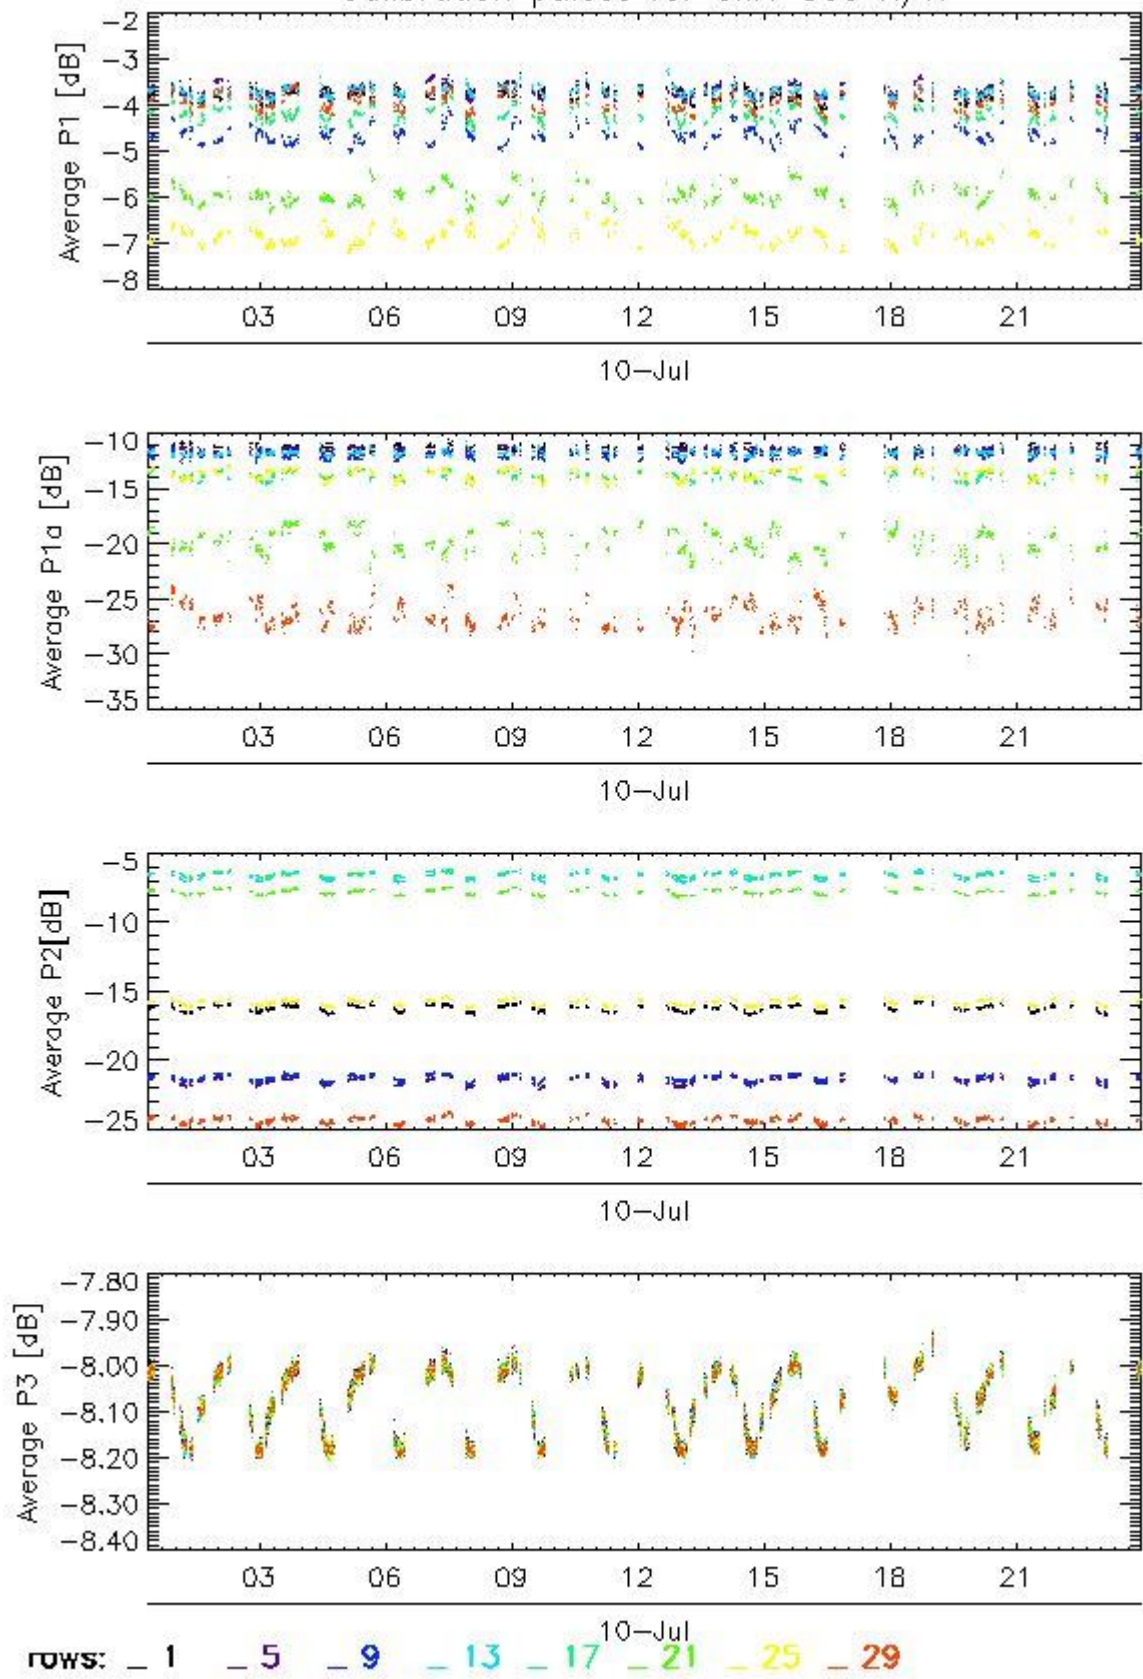 -2
-3
-4
-5
-6
-7
-8
Average P1 [dB]
03 06 09 12 15 18 21
10-Jul
-10
-15
-20
-25
-30
-35
Average P1a [dB]
03 06 09 12 15 18 21
10-Jul
-5
-10
-15
-20
-25
Average P2[dB]
03 06 09 12 15 18 21
10-Jul
-7.80
-7.90
-8.00
-8.10
-8.20
-8.30
-8.40
Average P3 [dB]
03 06 09 12 15 18 21
10-Jul
rows: _ 1 _ 5 _ 9 _ 13 _ 17 _ 21 _ 25 _ 29